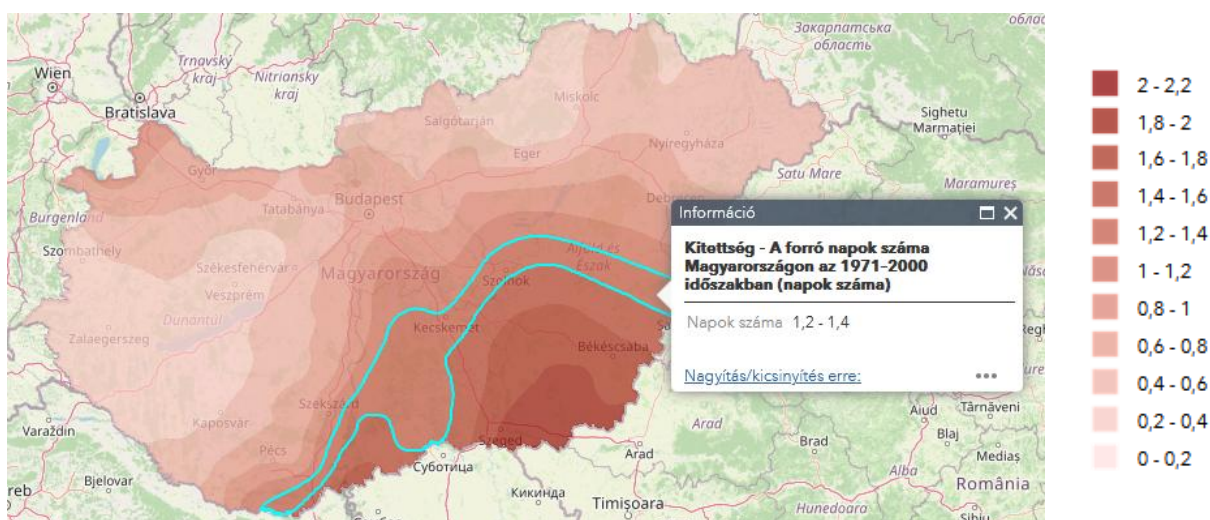 Закарпатська
область
Trnavský
kraj
Nitriansky
kraj
Wien
Bratislava
Miskolc
Salgótarján
Sighetu
Marmației
Eger
Nyíregyháza
Győr
Satu Mare
Maramureș
Budapest
Tatabánya
Burgenland
Szombathely
Székesfehérvár
Magyarország
Szolnok
Alföld és
Észak
Veszprém
Dunántúl
Kecskemét
Zalaegerszeg
Békéscsaba
Szekszárd
Kaposvár
Varaždin
Pécs
Szeged
Arad
Суботица
Arad
Brad
Aiud
Târnăveni
Blaj
Mediaș
Alba
România
Bjelovar
Кикинда
Timișoara
Hunedoara
Sibiu
Információ
Kitettség - A forró napok száma
Magyarországon az 1971–2000
időszakban (napok száma)
Napok száma 1,2 - 1,4
Nagyítás/kicsinyítés erre:
2 - 2,2
1,8 - 2
1,6 - 1,8
1,4 - 1,6
1,2 - 1,4
1 - 1,2
0,8 - 1
0,6 - 0,8
0,4 - 0,6
0,2 - 0,4
0 - 0,2